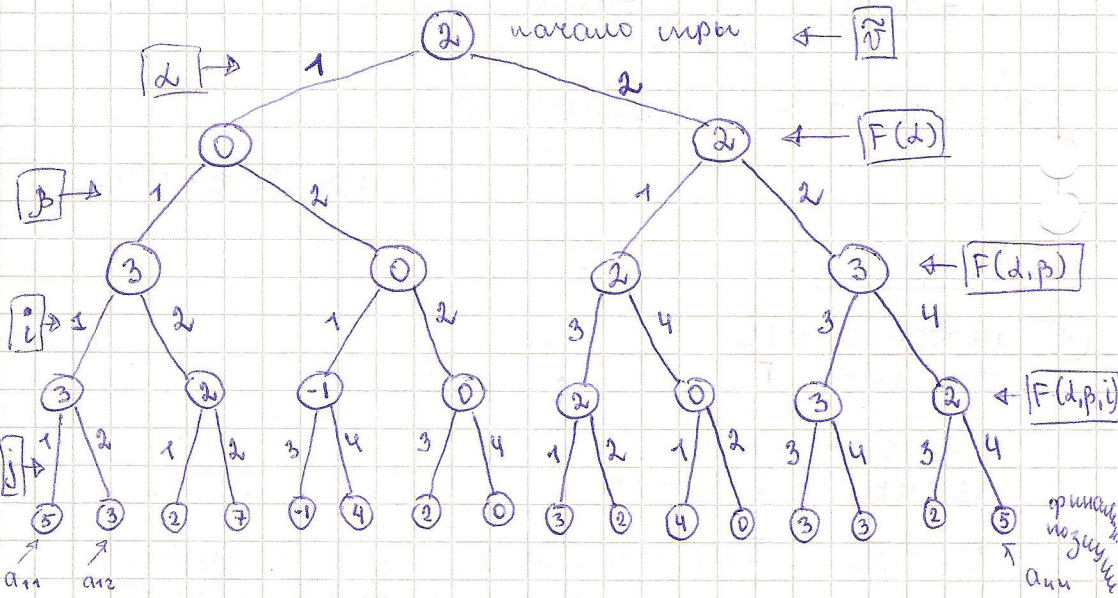 2 начало игры ← ṽ
α → 1 2
0 2 ← F(α)
β → 1 2 1 2
3 0 2 3 ← F(α,β)
i → 1 2 1 2 3 4 3 4
3 2 -1 0 2 0 3 2 ← F(α,β,i)
j → 1 2 1 2 3 4 3 4 1 2 1 2 3 4 3 4
5 3 2 7 -1 4 2 0 3 2 4 0 3 3 2 5
позиции
a₁₁ a₁₂ a₄₄